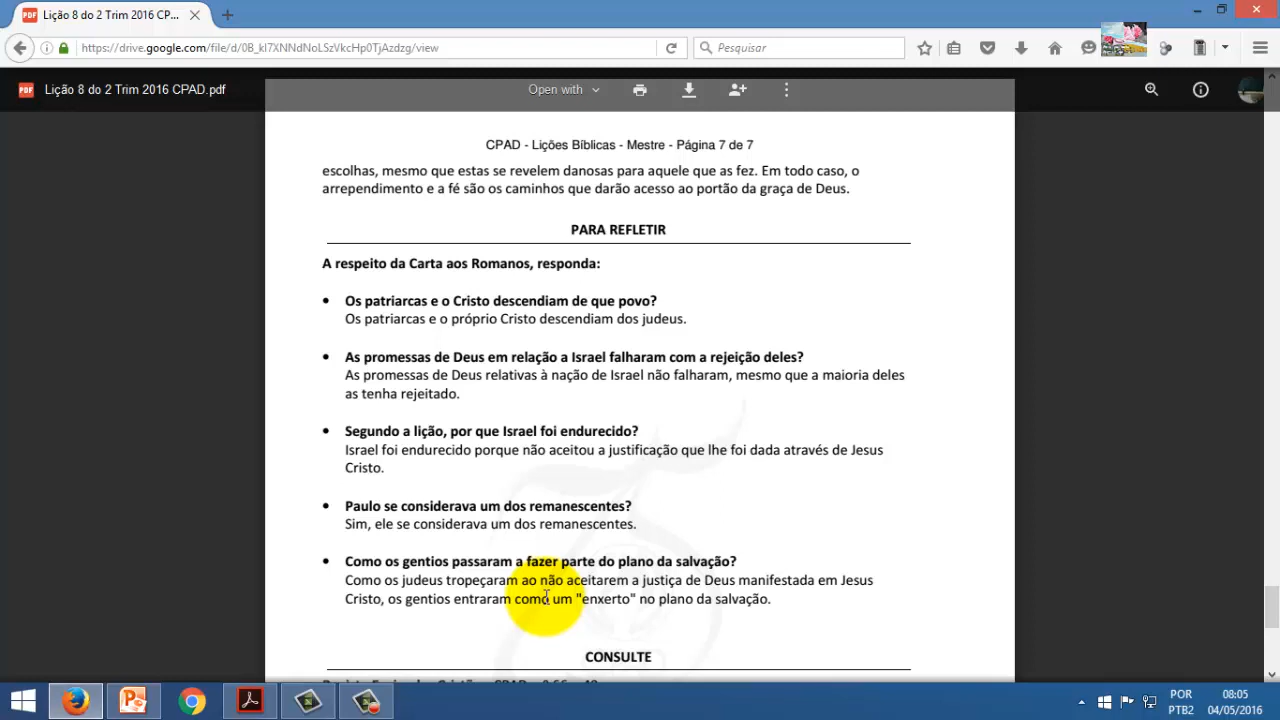 Lição 8 do 2 Trim 2016 CP...
https://drive.google.com/file/d/0B_kl7XNNdNoLSzVkcHp0TjAzdzg/view
Pesquisar
Lição 8 do 2 Trim 2016 CPAD.pdf
Open with
CPAD - Lições Bíblicas - Mestre - Página 7 de 7
escolhas, mesmo que estas se revelem danosas para aquele que as fez. Em todo caso, o
arrependimento e a fé são os caminhos que darão acesso ao portão da graça de Deus.
PARA REFLETIR
A respeito da Carta aos Romanos, responda:
• Os patriarcas e o Cristo descendiam de que povo?
Os patriarcas e o próprio Cristo descendiam dos judeus.
• As promessas de Deus em relação a Israel falharam com a rejeição deles?
As promessas de Deus relativas à nação de Israel não falharam, mesmo que a maioria deles
as tenha rejeitado.
• Segundo a lição, por que Israel foi endurecido?
Israel foi endurecido porque não aceitou a justificação que lhe foi dada através de Jesus
Cristo.
• Paulo se considerava um dos remanescentes?
Sim, ele se considerava um dos remanescentes.
• Como os gentios passaram a fazer parte do plano da salvação?
Como os judeus tropeçaram ao não aceitarem a justiça de Deus manifestada em Jesus
Cristo, os gentios entraram como um "enxerto" no plano da salvação.
CONSULTE
POR
PTB2
08:05
04/05/2016